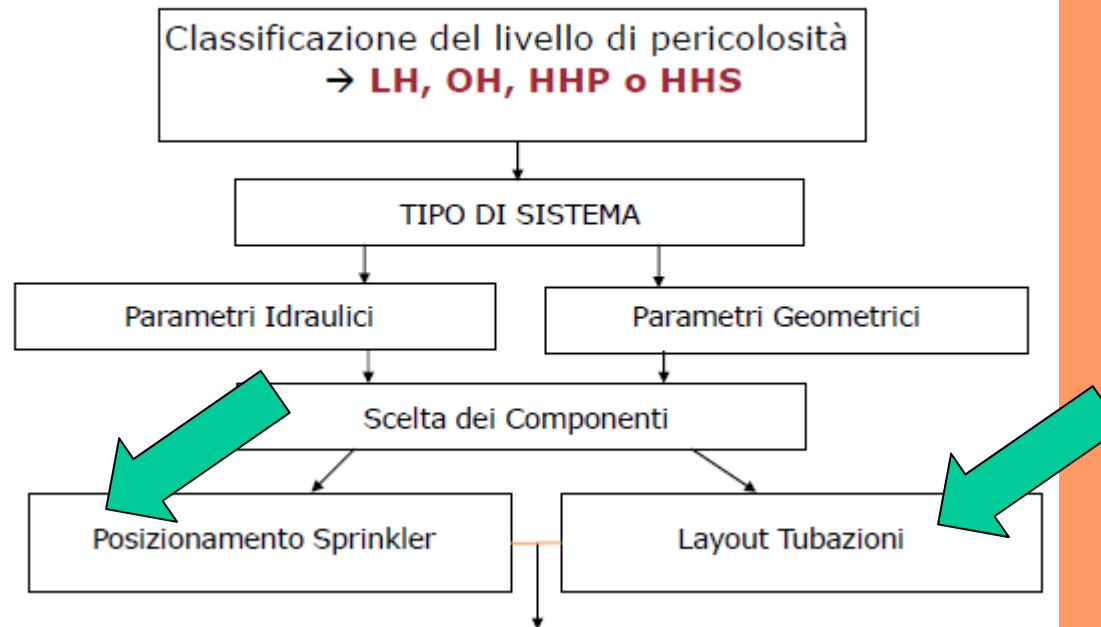 Classificazione del livello di pericolosità
→ LH, OH, HHP o HHS
TIPO DI SISTEMA
Parametri Idraulici
Parametri Geometrici
Scelta dei Componenti
Posizionamento Sprinkler
Layout Tubazioni